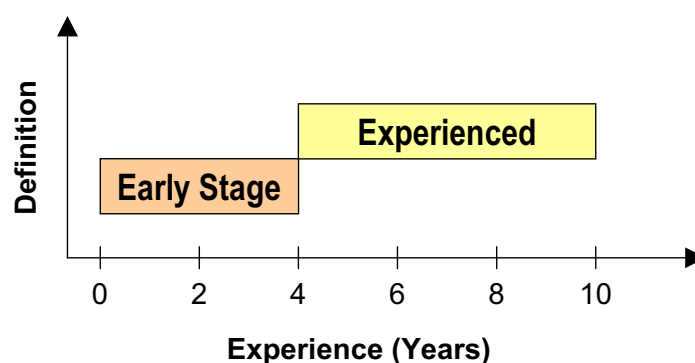 Definition
Experienced
Early Stage
0 2 4 6 8 10
Experience (Years)